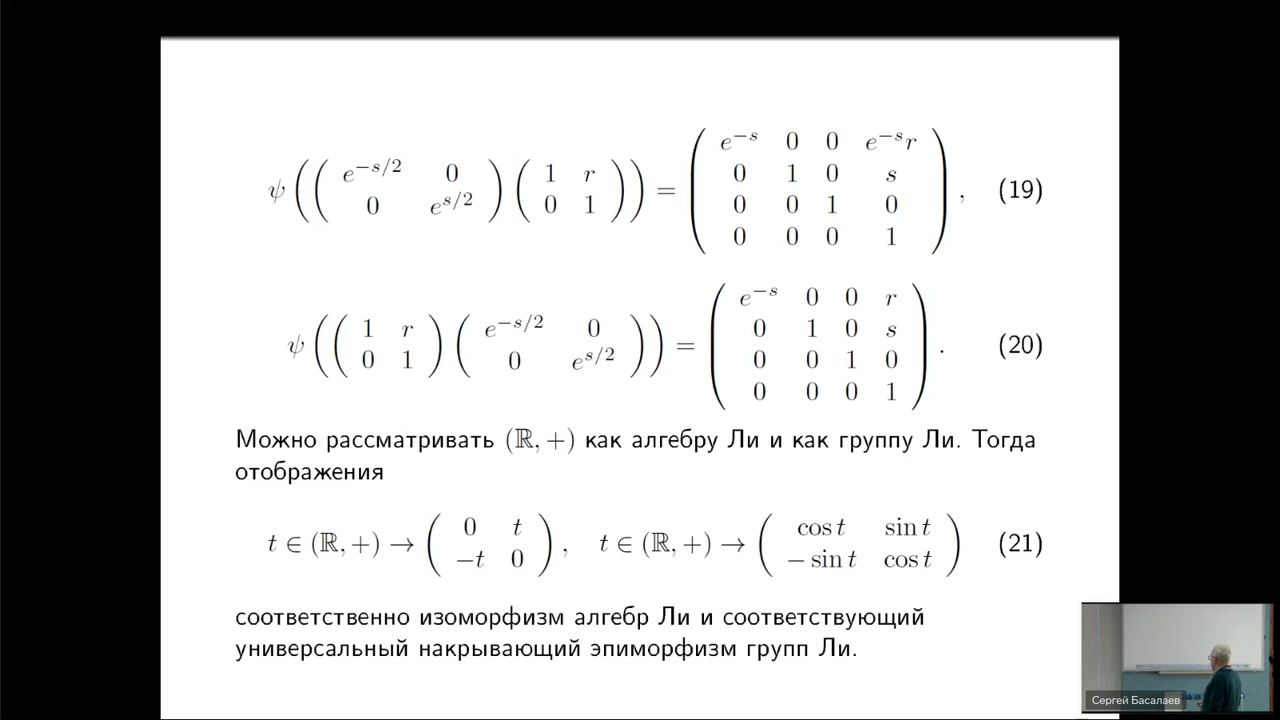 ψ ( ( e^{-s/2} 0 ; 0 e^{s/2} ) ( 1 r ; 0 1 ) ) = ( e^{-s} 0 0 e^{-s}r ; 0 1 0 s ; 0 0 1 0 ; 0 0 0 1 ) , (19)
ψ ( ( 1 r ; 0 1 ) ( e^{-s/2} 0 ; 0 e^{s/2} ) ) = ( e^{-s} 0 0 r ; 0 1 0 s ; 0 0 1 0 ; 0 0 0 1 ) . (20)
Можно рассматривать (ℝ, +) как алгебру Ли и как группу Ли. Тогда
отображения
t ∈ (ℝ, +) → ( 0 t ; −t 0 ) , t ∈ (ℝ, +) → ( cos t sin t ; − sin t cos t ) (21)
соответственно изоморфизм алгебр Ли и соответствующий
универсальный накрывающий эпиморфизм групп Ли.
Сергей Басалаев